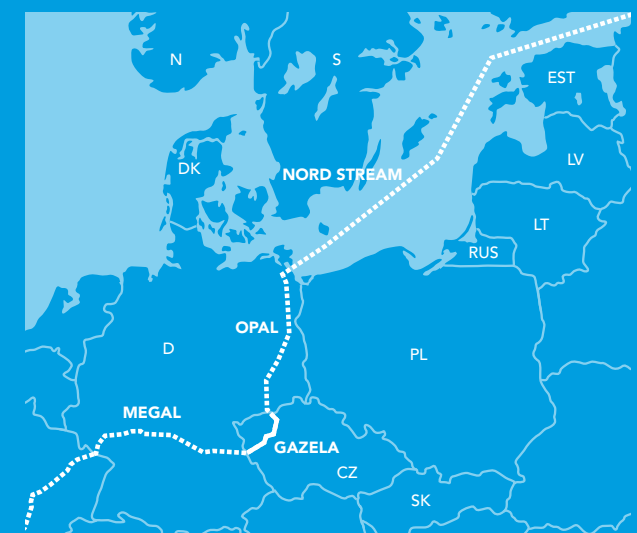 N
S
EST
DK
NORD STREAM
LV
LT
RUS
OPAL
D
PL
MEGAL
GAZELA
CZ
SK